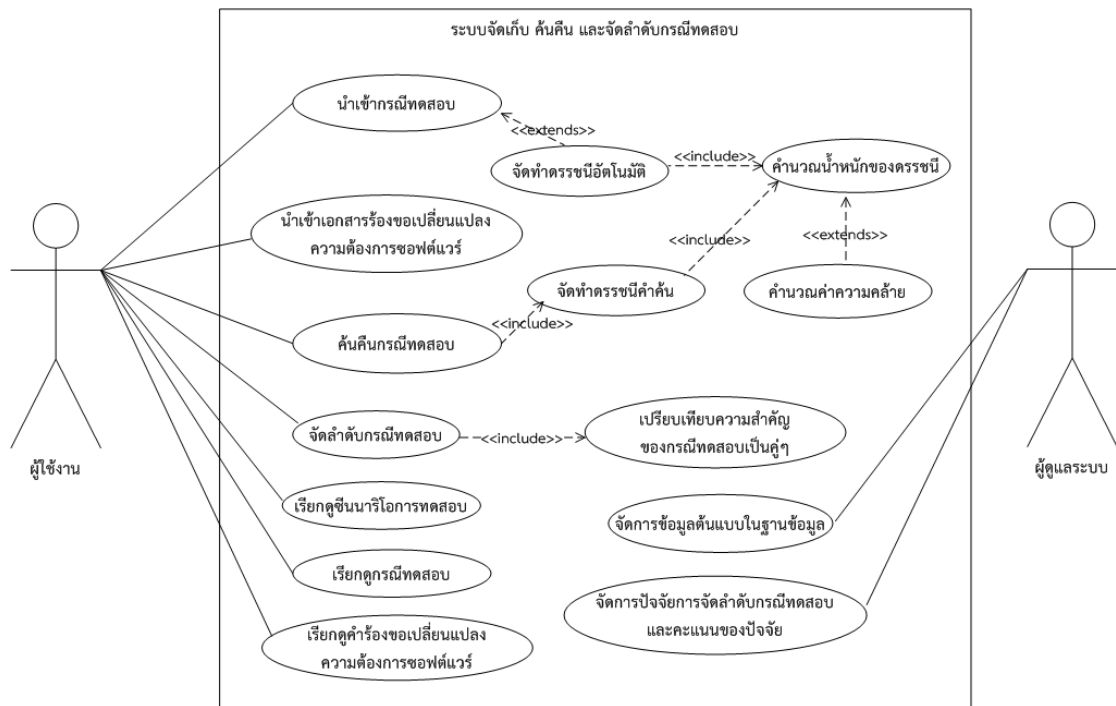 ระบบจัดเก็บ ค้นคืน และจัดลำดับกรณีทดสอบ
นำเข้ากรณีทดสอบ
<<extends>>
จัดทำดรรชนีอัตโนมัติ
<<include>>
คำนวณน้ำหนักของดรรชนี
นำเข้าเอกสารร้องขอเปลี่ยนแปลง
ความต้องการซอฟต์แวร์
<<include>>
<<extends>>
จัดทำดรรชนีคำค้น
คำนวณค่าความคล้าย
<<include>>
ค้นคืนกรณีทดสอบ
จัดลำดับกรณีทดสอบ
<<include>>
เปรียบเทียบความสำคัญ
ของกรณีทดสอบเป็นคู่ๆ
ผู้ใช้งาน
ผู้ดูแลระบบ
เรียกดูซีนนาริโอการทดสอบ
จัดการข้อมูลต้นแบบในฐานข้อมูล
เรียกดูกรณีทดสอบ
จัดการปัจจัยการจัดลำดับกรณีทดสอบ
และคะแนนของปัจจัย
เรียกดูคำร้องขอเปลี่ยนแปลง
ความต้องการซอฟต์แวร์